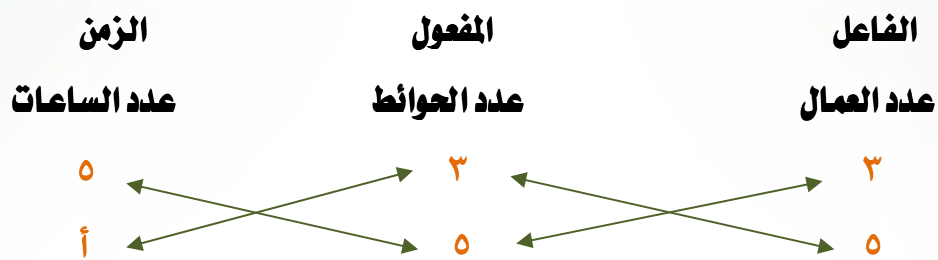 الفاعل المفعول الزمن
عدد العمال عدد الحوائط عدد الساعات
٣ ٣ ٥
٥ ٥ أ